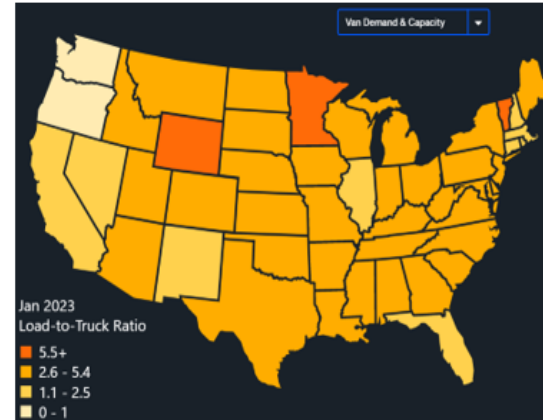 Van Demand & Capacity
Jan 2023
Load-to-Truck Ratio
5.5+
2.6 - 5.4
1.1 - 2.5
0 - 1